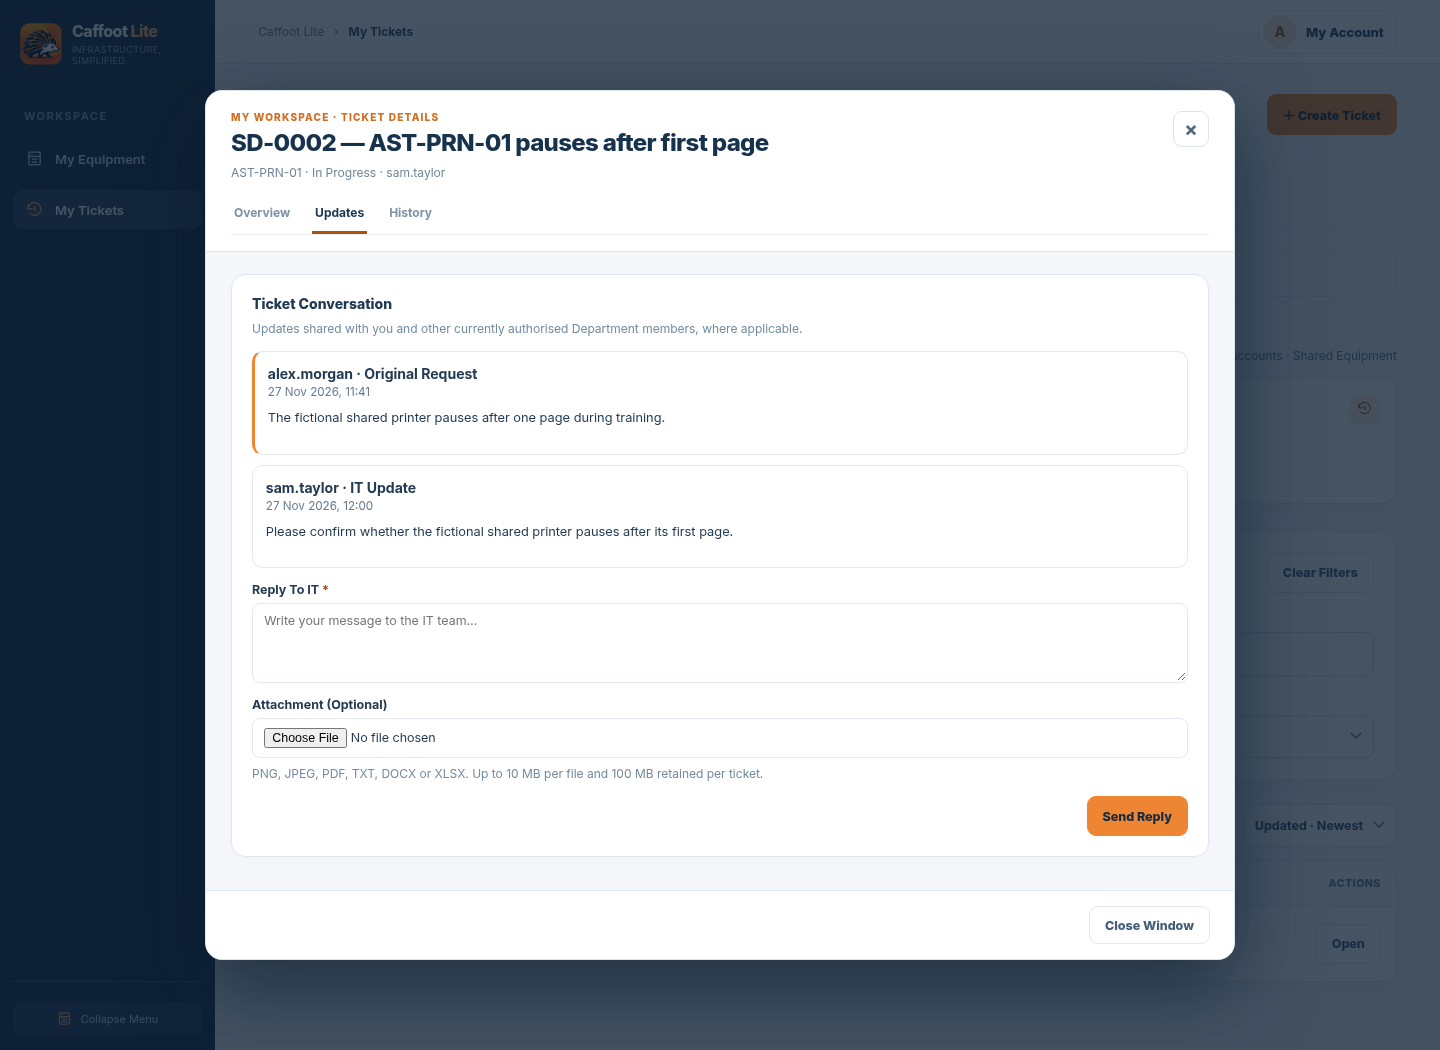 Caffoot Lite
INFRASTRUCTURE,
SIMPLIFIED.
WORKSPACE
My Equipment
My Tickets
Collapse Menu
Caffoot Lite › My Tickets
A My Account
+ Create Ticket
MY WORKSPACE · TICKET DETAILS
SD-0002 — AST-PRN-01 pauses after first page
AST-PRN-01 · In Progress · sam.taylor
×
Overview Updates History
Ticket Conversation
Updates shared with you and other currently authorised Department members, where applicable.
alex.morgan · Original Request
27 Nov 2026, 11:41
The fictional shared printer pauses after one page during training.
sam.taylor · IT Update
27 Nov 2026, 12:00
Please confirm whether the fictional shared printer pauses after its first page.
Reply To IT *
Write your message to the IT team...
Attachment (Optional)
Choose File No file chosen
PNG, JPEG, PDF, TXT, DOCX or XLSX. Up to 10 MB per file and 100 MB retained per ticket.
Send Reply
Close Window
Accounts · Shared Equipment
Clear Filters
Updated · Newest
ACTIONS
Open